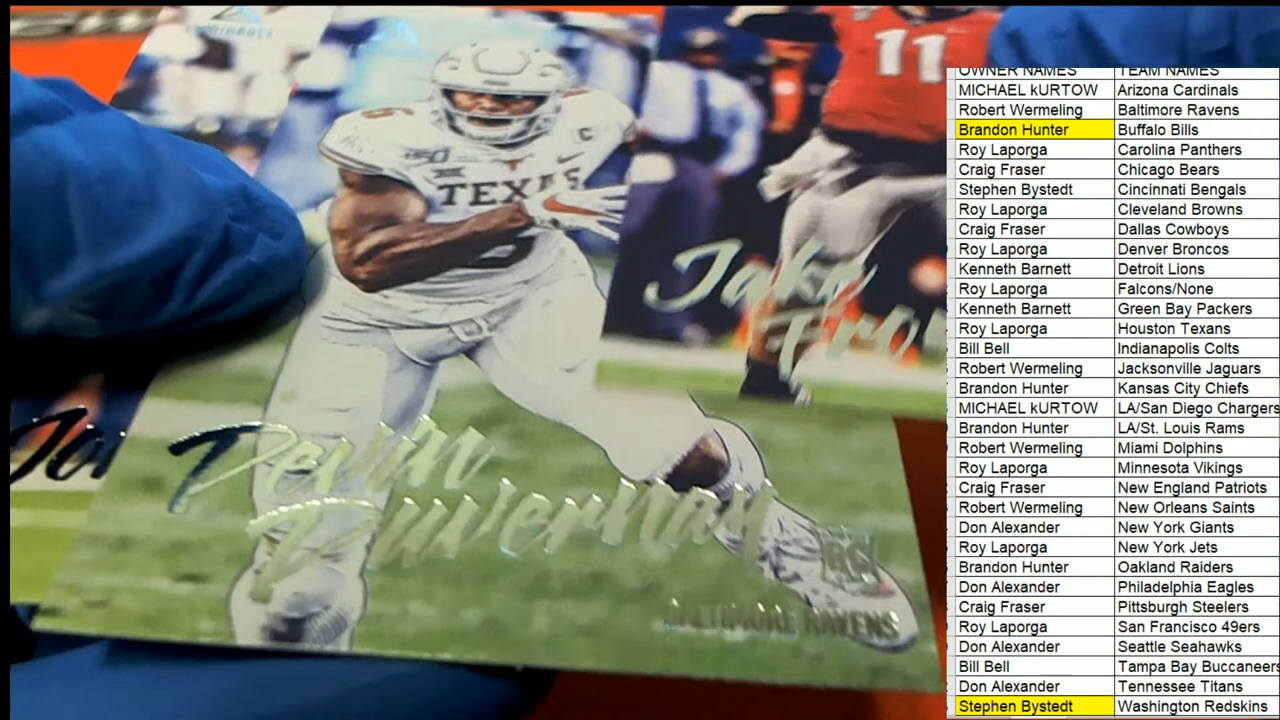 11
OWNER NAMES TEAM NAMES
MICHAEL kURTOW Arizona Cardinals
Robert Wermeling Baltimore Ravens
Brandon Hunter Buffalo Bills
Roy Laporga Carolina Panthers
Craig Fraser Chicago Bears
Stephen Bystedt Cincinnati Bengals
Roy Laporga Cleveland Browns
Craig Fraser Dallas Cowboys
Roy Laporga Denver Broncos
Kenneth Barnett Detroit Lions
Roy Laporga Falcons/None
Kenneth Barnett Green Bay Packers
Roy Laporga Houston Texans
Bill Bell Indianapolis Colts
Robert Wermeling Jacksonville Jaguars
Brandon Hunter Kansas City Chiefs
MICHAEL kURTOW LA/San Diego Chargers
Brandon Hunter LA/St. Louis Rams
Robert Wermeling Miami Dolphins
Roy Laporga Minnesota Vikings
Craig Fraser New England Patriots
Robert Wermeling New Orleans Saints
Don Alexander New York Giants
Roy Laporga New York Jets
Brandon Hunter Oakland Raiders
Don Alexander Philadelphia Eagles
Craig Fraser Pittsburgh Steelers
Roy Laporga San Francisco 49ers
Don Alexander Seattle Seahawks
Bill Bell Tampa Bay Buccaneers
Don Alexander Tennessee Titans
Stephen Bystedt Washington Redskins
6
C
TEXAS
Jake
Devin
Duvernay
RC
BALTIMORE RAVENS